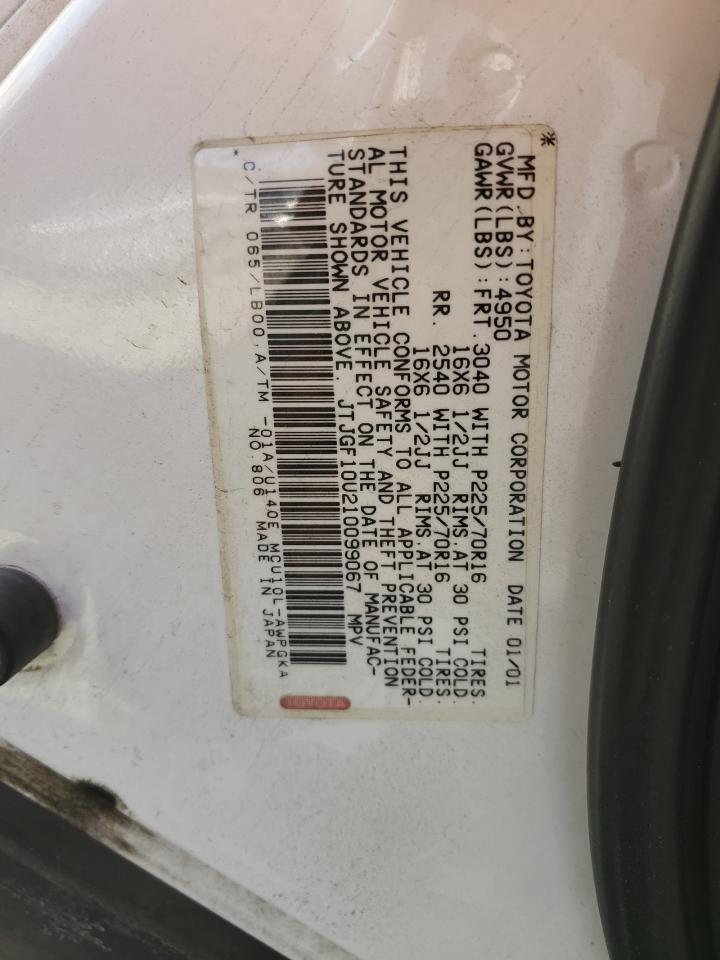 MFD.BY:TOYOTA MOTOR CORPORATION DATE 01/01
GVWR(LBS):4950
GAWR(LBS):FRT.3040 WITH P225/70R16 TIRES.
16X6 1/2JJ RIMS.AT 30 PSI COLD.
RR. 2540 WITH P225/70R16 TIRES.
16X6 1/2JJ RIMS.AT 30 PSI COLD.
THIS VEHICLE CONFORMS TO ALL APPLICABLE FEDER-
AL MOTOR VEHICLE SAFETY AND THEFT PREVENTION
STANDARDS IN EFFECT ON THE DATE OF MANUFAC-
TURE SHOWN ABOVE. JTJGF10U210099067 MPV
*C/TR 065/LB00,A/TM -01A/U140E MCU10L-AWPGKA
NO.806 MADE IN JAPAN
TOYOTA